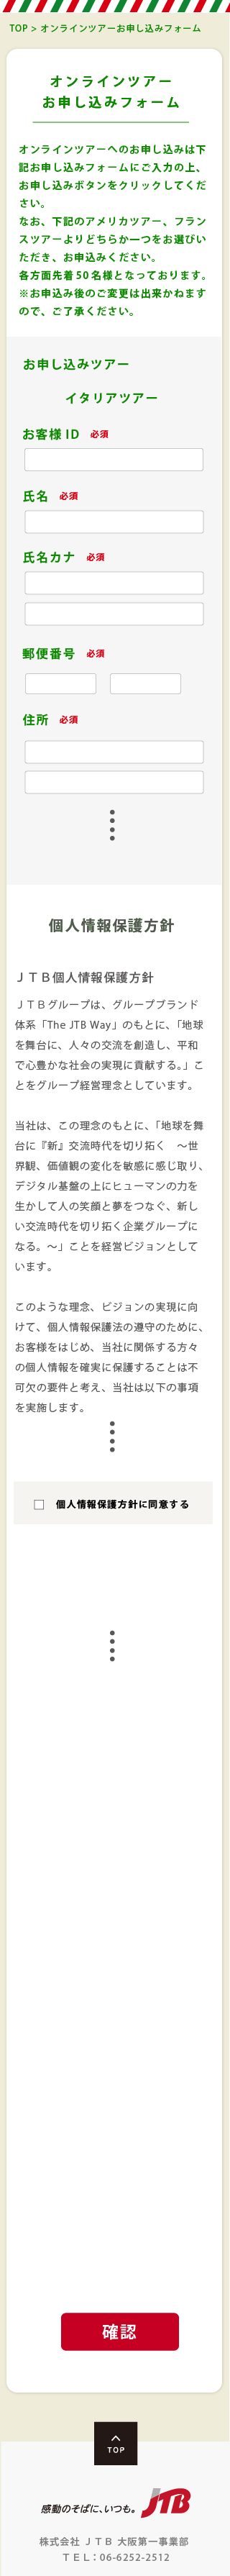 TOP > オンラインツアーお申し込みフォーム
オンラインツアー
お申し込みフォーム
オンラインツアーへのお申し込みは下
記お申し込みフォームにご入力の上、
お申し込みボタンをクリックしてくだ
さい。
なお、下記のアメリカツアー、フラン
スツアーよりどちらか一つをお選びい
ただき、お申込みください。
各方面先着 50 名様となっております。
※お申込み後のご変更は出来かねます
ので、ご了承ください。
お申し込みツアー
イタリアツアー
お客様 ID 必須
氏名 必須
氏名カナ 必須
郵便番号 必須
住所 必須
個人情報保護方針
ＪＴＢ個人情報保護方針
ＪＴＢグループは、グループブランド
体系「The JTB Way」のもとに、「地球
を舞台に、人々の交流を創造し、平和
で心豊かな社会の実現に貢献する。」こ
とをグループ経営理念としています。
当社は、この理念のもとに、「地球を舞
台に『新』交流時代を切り拓く　～世
界観、価値観の変化を敏感に感じ取り、
デジタル基盤の上にヒューマンの力を
生かして人の笑顔と夢をつなぐ、新し
い交流時代を切り拓く企業グループに
なる。～」ことを経営ビジョンとして
います。
このような理念、ビジョンの実現に向
けて、個人情報保護法の遵守のために、
お客様をはじめ、当社に関係する方々
の個人情報を確実に保護することは不
可欠の要件と考え、当社は以下の事項
を実施します。
個人情報保護方針に同意する
確認
TOP
感動のそばに、いつも。 JTB
株式会社 ＪＴＢ 大阪第一事業部
ＴＥＬ：06-6252-2512